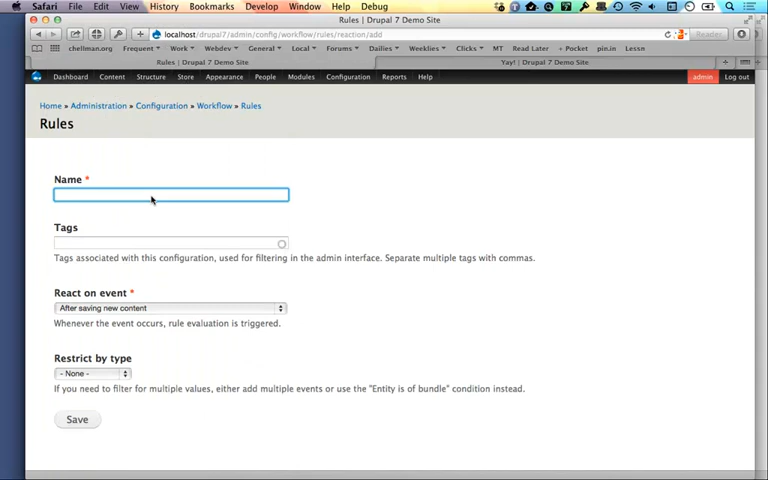 Safari File Edit View History Bookmarks Develop Window Help Debug
Rules | Drupal 7 Demo Site
localhost/drupal7/admin/config/workflow/rules/reaction/add
Reader
chellman.org Frequent Work Webdev General Local Forums Dailies Weeklies Clicks MT Read Later + Pocket pin.in Lessn
Rules | Drupal 7 Demo Site Yay! | Drupal 7 Demo Site
Dashboard Content Structure Store Appearance People Modules Configuration Reports Help admin Log out
Home » Administration » Configuration » Workflow » Rules
Rules
Name *
Tags
Tags associated with this configuration, used for filtering in the admin interface. Separate multiple tags with commas.
React on event *
After saving new content
Whenever the event occurs, rule evaluation is triggered.
Restrict by type
- None -
If you need to filter for multiple values, either add multiple events or use the "Entity is of bundle" condition instead.
Save